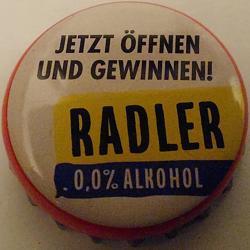 JETZT ÖFFNEN
UND GEWINNEN!
RADLER
0,0% ALKOHOL